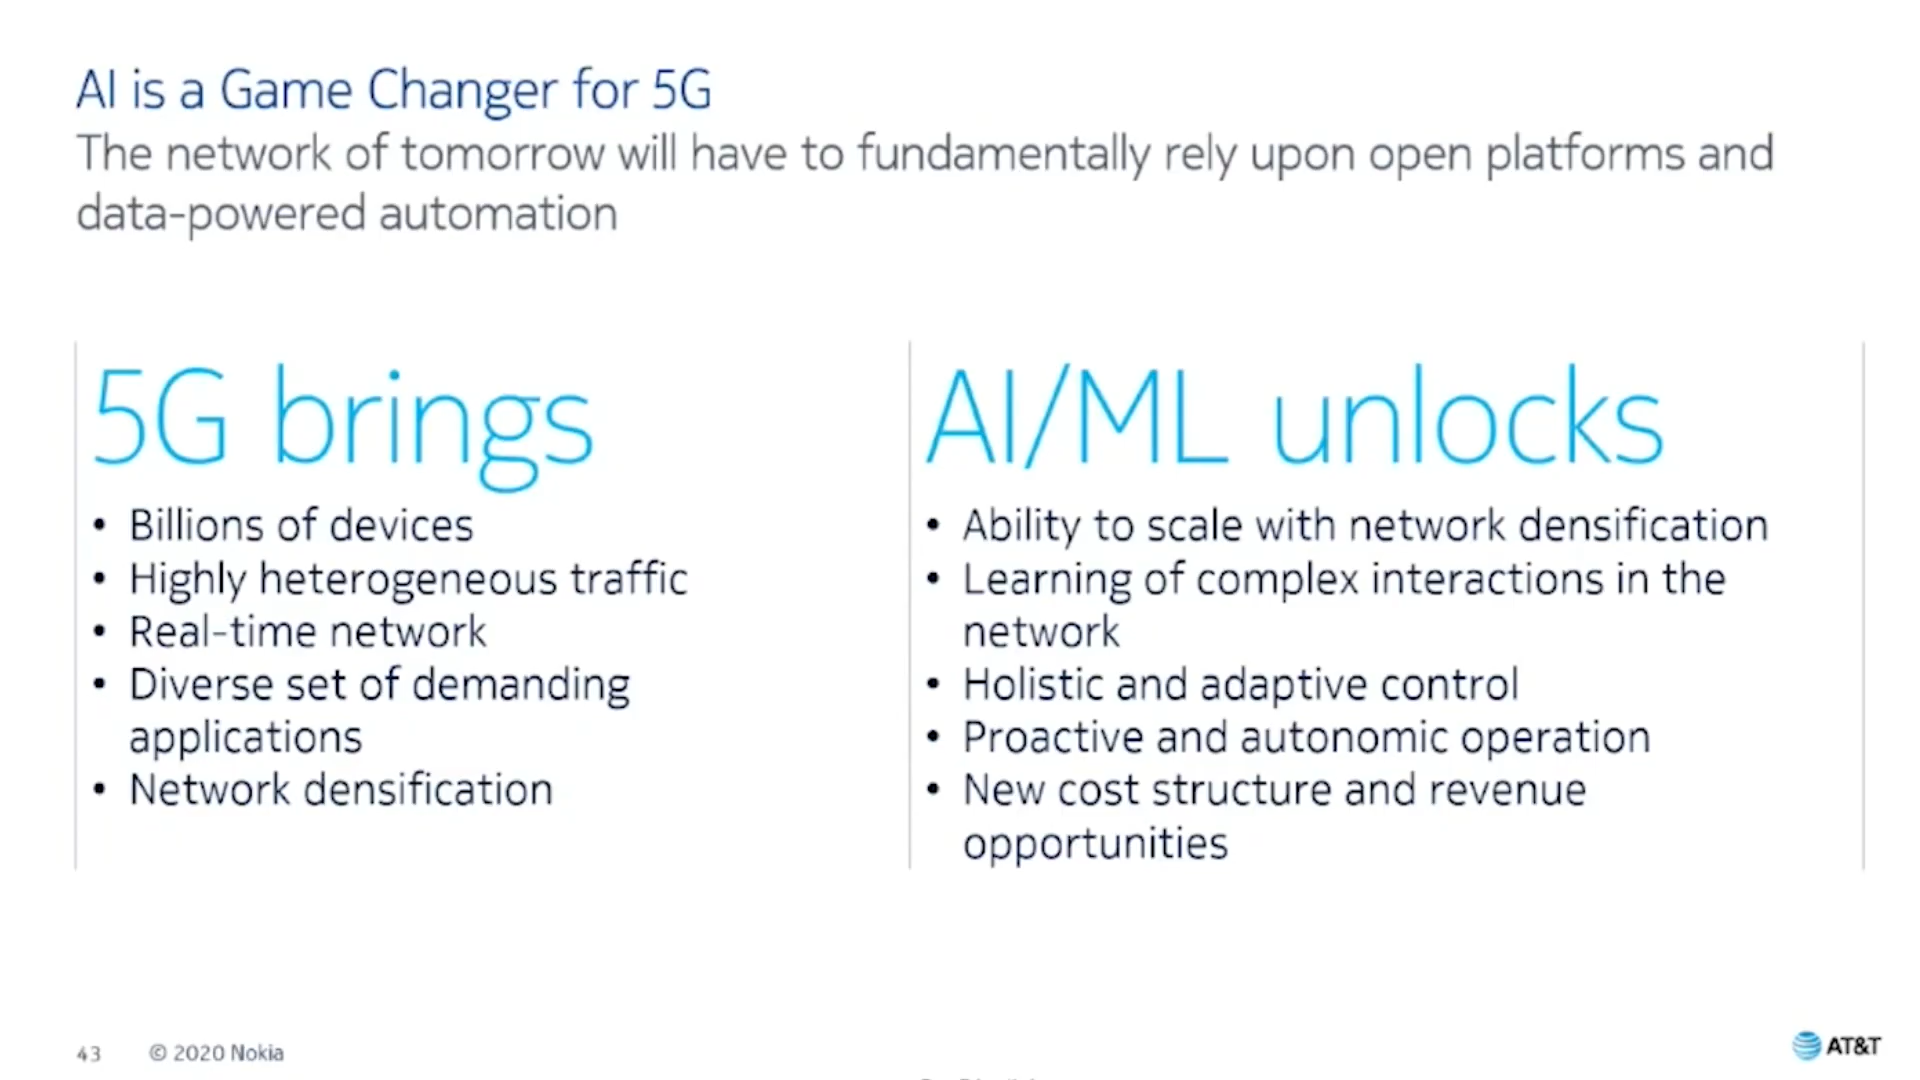 AI is a Game Changer for 5G
The network of tomorrow will have to fundamentally rely upon open platforms and
data-powered automation
5G brings
• Billions of devices
• Highly heterogeneous traffic
• Real-time network
• Diverse set of demanding
applications
• Network densification
AI/ML unlocks
• Ability to scale with network densification
• Learning of complex interactions in the
network
• Holistic and adaptive control
• Proactive and autonomic operation
• New cost structure and revenue
opportunities
43 © 2020 Nokia
AT&T